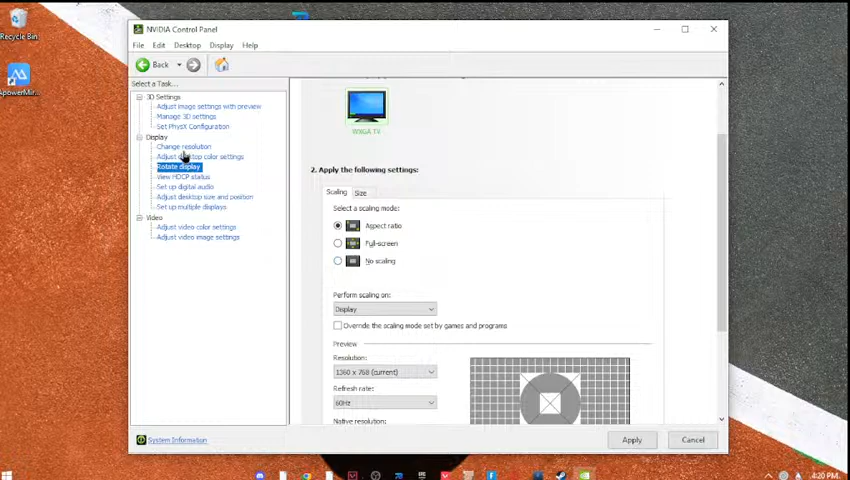 Recycle Bin
ApowerMir...
NVIDIA Control Panel
File Edit Desktop Display Help
Back
Select a Task...
3D Settings
Adjust image settings with preview
Manage 3D settings
Set PhysX Configuration
Display
Change resolution
Adjust desktop color settings
Rotate display
View HDCP status
Set up digital audio
Adjust desktop size and position
Set up multiple displays
Video
Adjust video color settings
Adjust video image settings
System Information
WXGA TV
2. Apply the following settings:
Scaling Size
Select a scaling mode:
Aspect ratio
Full-screen
No scaling
Perform scaling on:
Display
Override the scaling mode set by games and programs
Preview
Resolution:
1360 x 768 (current)
Refresh rate:
60Hz
Native resolution:
Apply Cancel
4:20 PM